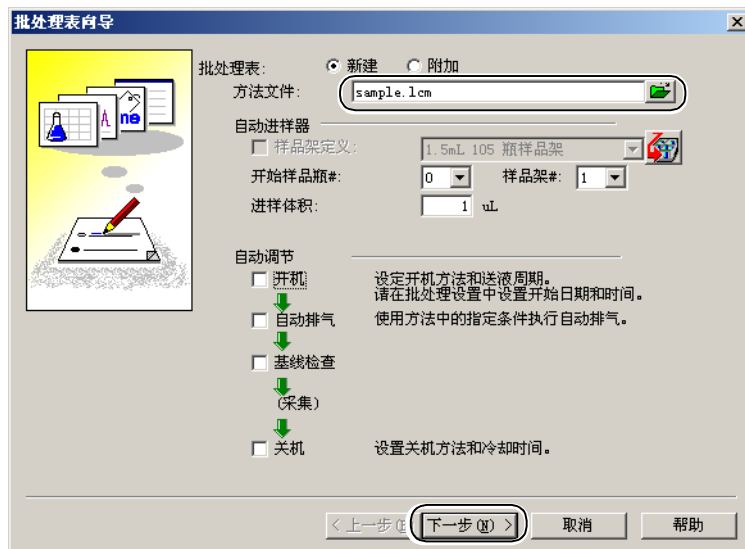 批处理表向导
批处理表: 新建 附加
方法文件: sample.lcm
自动进样器
样品架定义: 1.5mL 105 瓶样品架
开始样品瓶#: 0 样品架#: 1
进样体积: 1 uL
自动调节
开机 设定开机方法和送液周期。
请在批处理设置中设置开始日期和时间。
自动排气 使用方法中的指定条件执行自动排气。
基线检查
(采集)
关机 设置关机方法和冷却时间。
< 上一步 下一步(N) > 取消 帮助